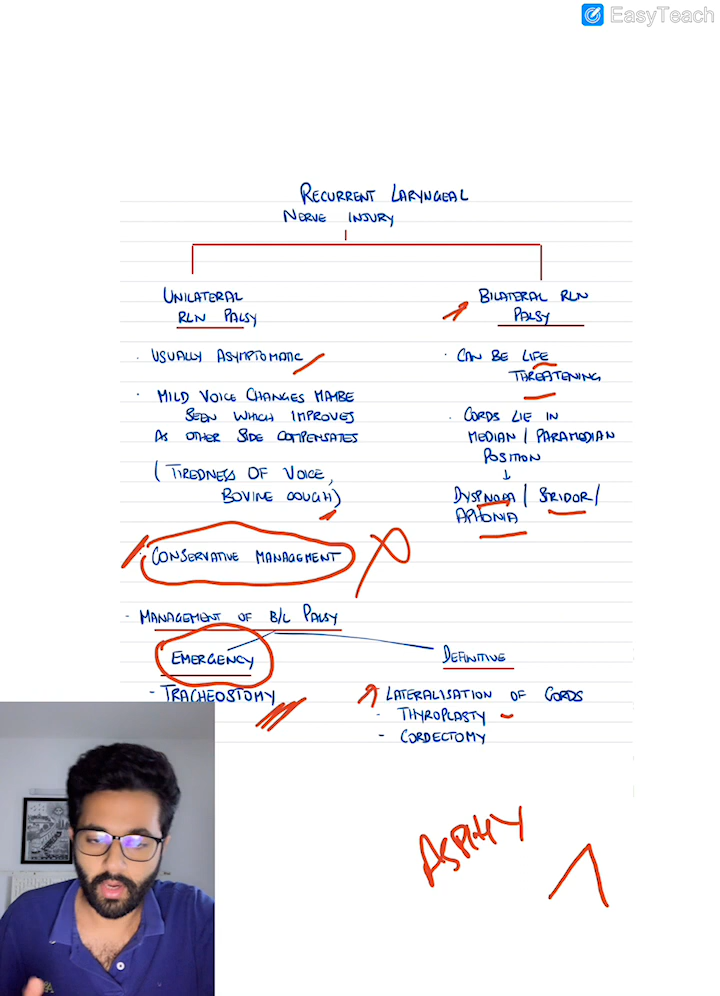 EasyTeach
RECURRENT LARYNGEAL
NERVE INJURY
UNILATERAL
RLN PALSY
· USUALLY ASYMPTOMATIC
· MILD VOICE CHANGES MAYBE
SEEN WHICH IMPROVES
AS OTHER SIDE COMPENSATES
(TIREDNESS OF VOICE,
BOVINE COUGH)
· CONSERVATIVE MANAGEMENT
BILATERAL RLN
PALSY
· CAN BE LIFE
THREATENING
· CORDS LIE IN
MEDIAN / PARAMEDIAN
POSITION
↓
DYSPNOEA / STRIDOR /
APHONIA
- MANAGEMENT OF B/L PALSY
EMERGENCY
- TRACHEOSTOMY
DEFINITIVE
LATERALISATION OF CORDS
- THYROPLASTY
- CORDECTOMY
ASPHY